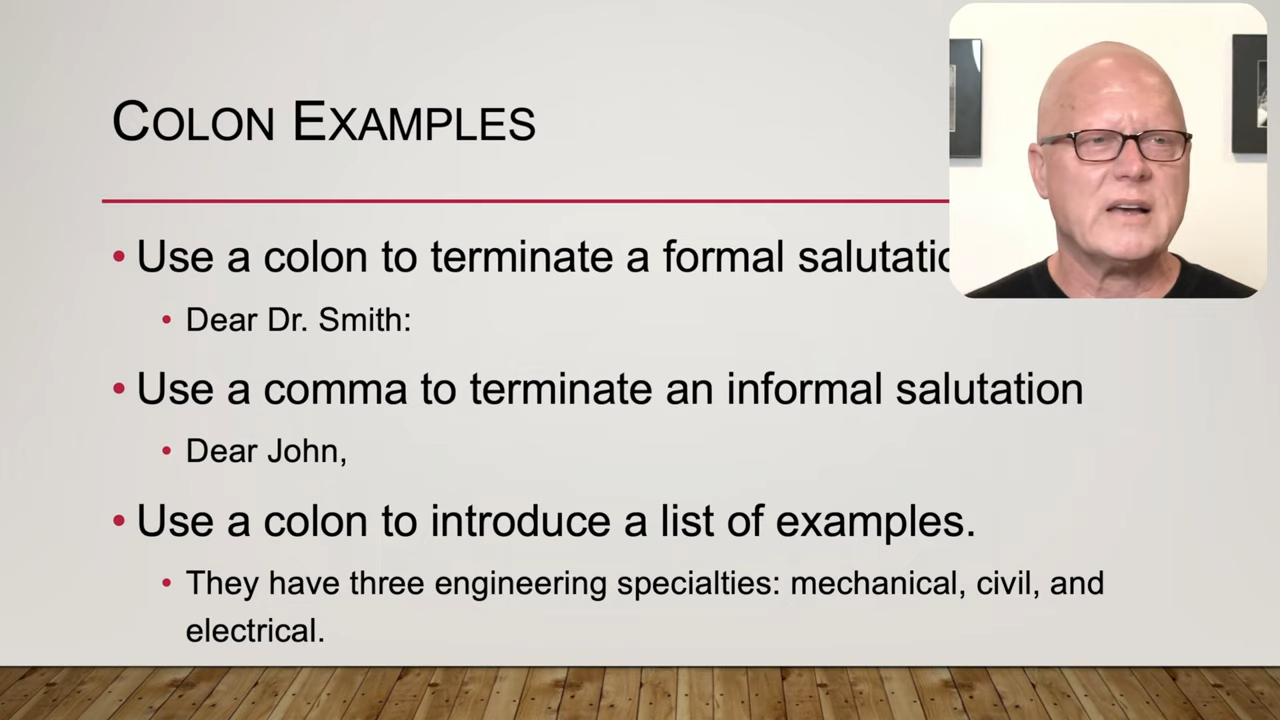 COLON EXAMPLES
• Use a colon to terminate a formal
• Dear Dr. Smith:
• Use a comma to terminate an informal salutation
• Dear John,
• Use a colon to introduce a list of examples.
• They have three engineering specialties: mechanical, civil, and
electrical.